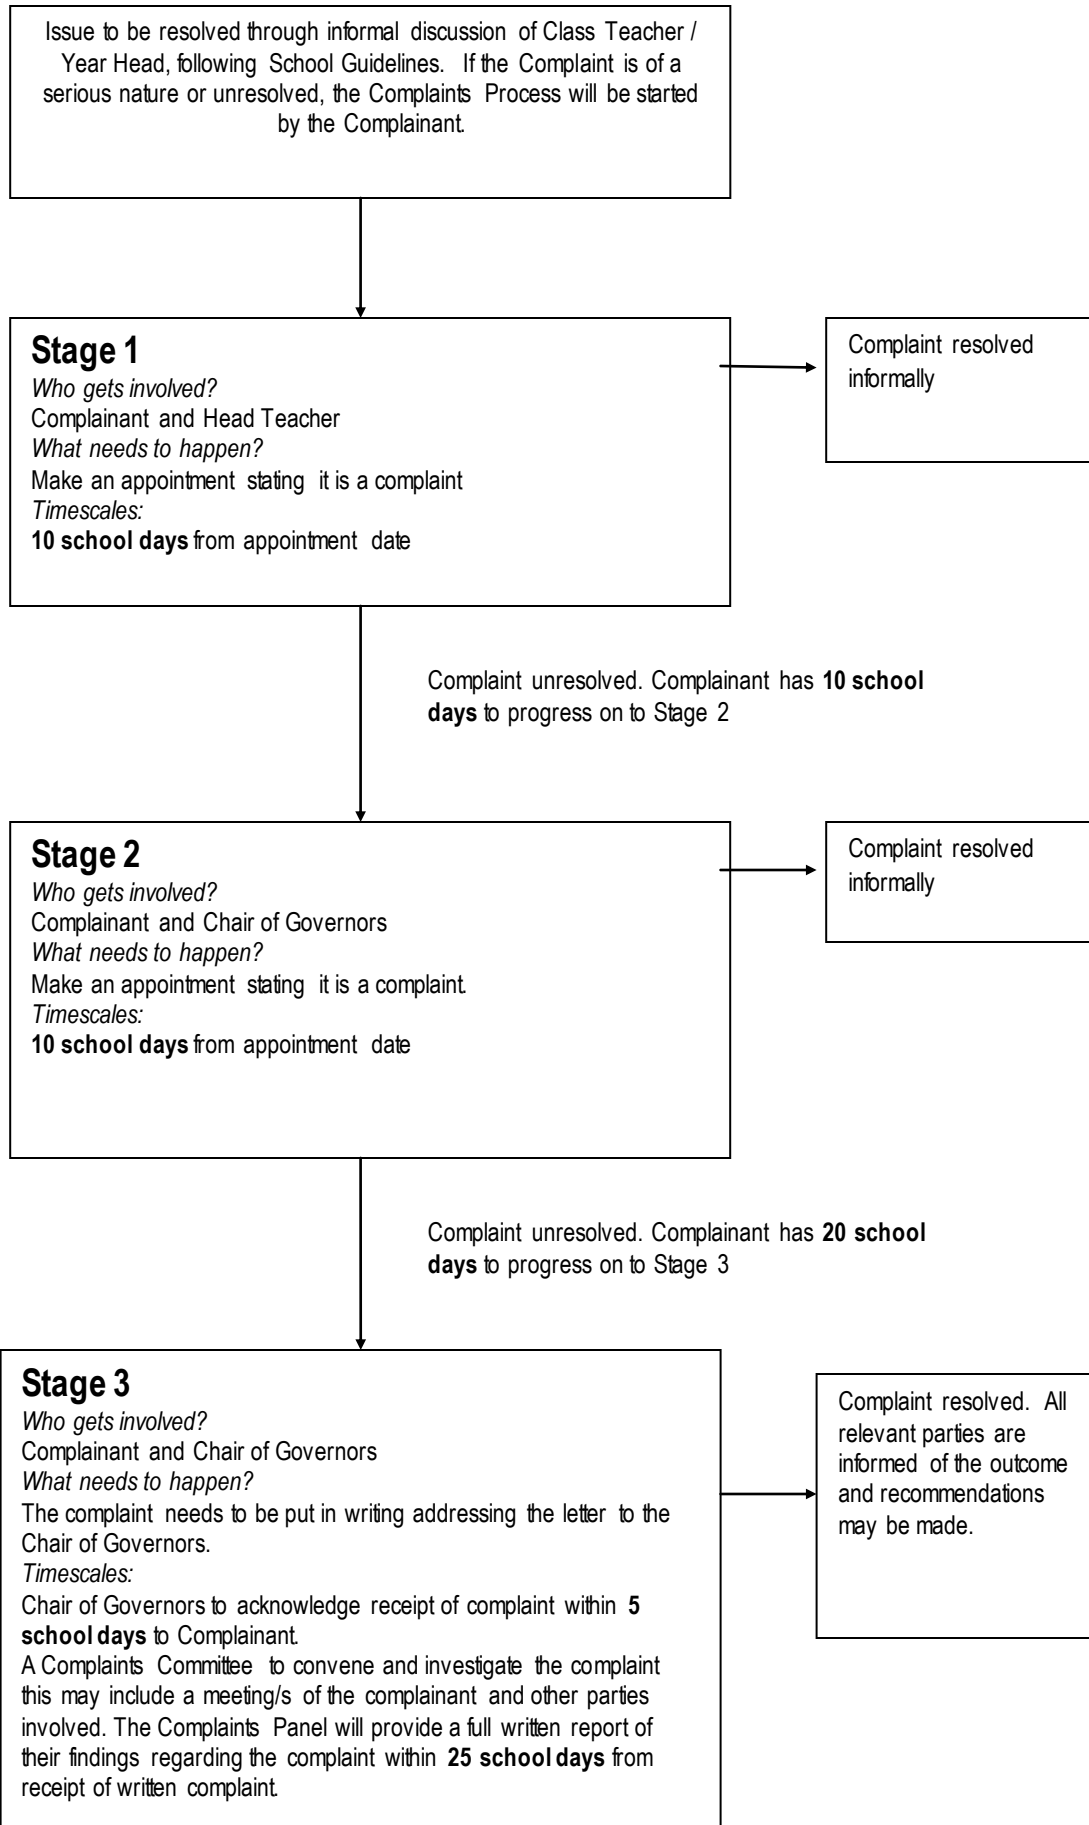 Issue to be resolved through informal discussion of Class Teacher /
Year Head, following School Guidelines. If the Complaint is of a
serious nature or unresolved, the Complaints Process will be started
by the Complainant.
Stage 1
Who gets involved?
Complainant and Head Teacher
What needs to happen?
Make an appointment stating it is a complaint
Timescales:
10 school days from appointment date
Complaint resolved
informally
Complaint unresolved. Complainant has 10 school
days to progress on to Stage 2
Stage 2
Who gets involved?
Complainant and Chair of Governors
What needs to happen?
Make an appointment stating it is a complaint.
Timescales:
10 school days from appointment date
Complaint resolved
informally
Complaint unresolved. Complainant has 20 school
days to progress on to Stage 3
Stage 3
Who gets involved?
Complainant and Chair of Governors
What needs to happen?
The complaint needs to be put in writing addressing the letter to the
Chair of Governors.
Timescales:
Chair of Governors to acknowledge receipt of complaint within 5
school days to Complainant.
A Complaints Committee to convene and investigate the complaint
this may include a meeting/s of the complainant and other parties
involved. The Complaints Panel will provide a full written report of
their findings regarding the complaint within 25 school days from
receipt of written complaint.
Complaint resolved. All
relevant parties are
informed of the outcome
and recommendations
may be made.